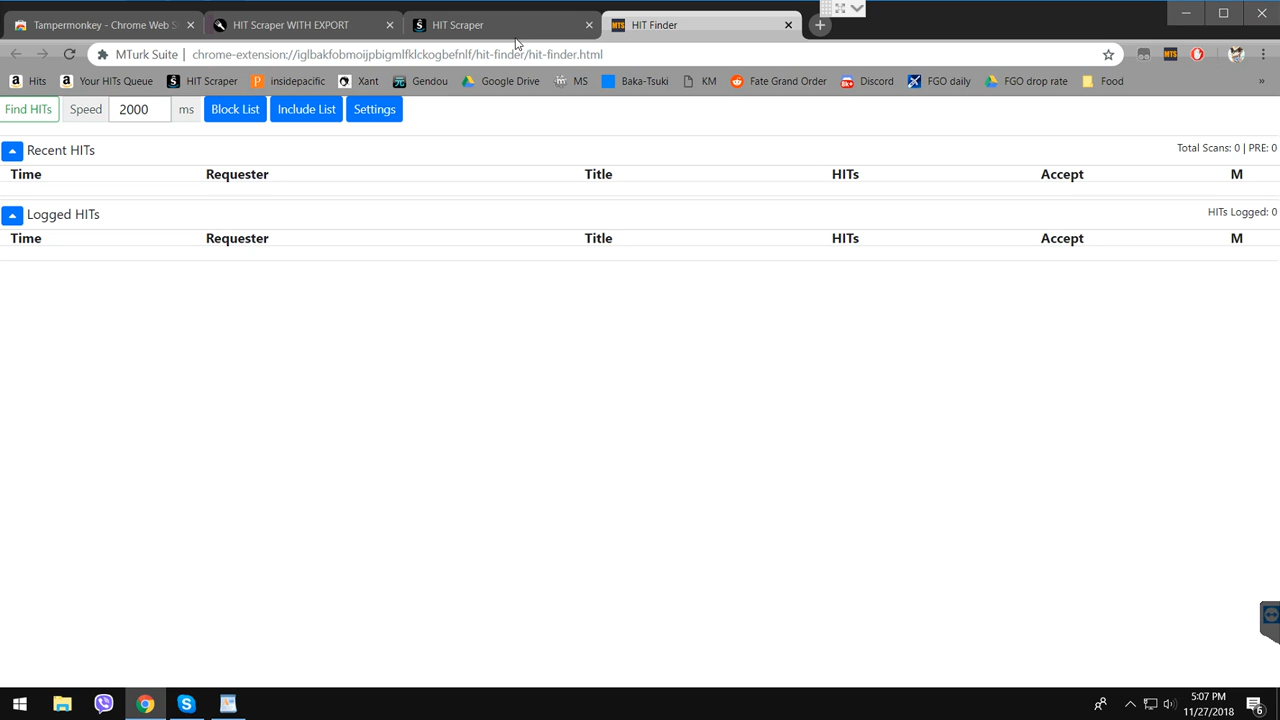 Tampermonkey - Chrome Web S
HIT Scraper WITH EXPORT
HIT Scraper
MTS HIT Finder
MTurk Suite | chrome-extension://iglbakfobmoijpbigmlfklckogbefnlf/hit-finder/hit-finder.html
MTS
Hits Your HITs Queue HIT Scraper insidepacific Xant Gendou Google Drive MS Baka-Tsuki KM Fate Grand Order Discord FGO daily FGO drop rate Food »
Find HITs Speed 2000 ms Block List Include List Settings
Recent HITs Total Scans: 0 | PRE: 0
Time Requester Title HITs Accept M
Logged HITs HITs Logged: 0
Time Requester Title HITs Accept M
5:07 PM
11/27/2018
6